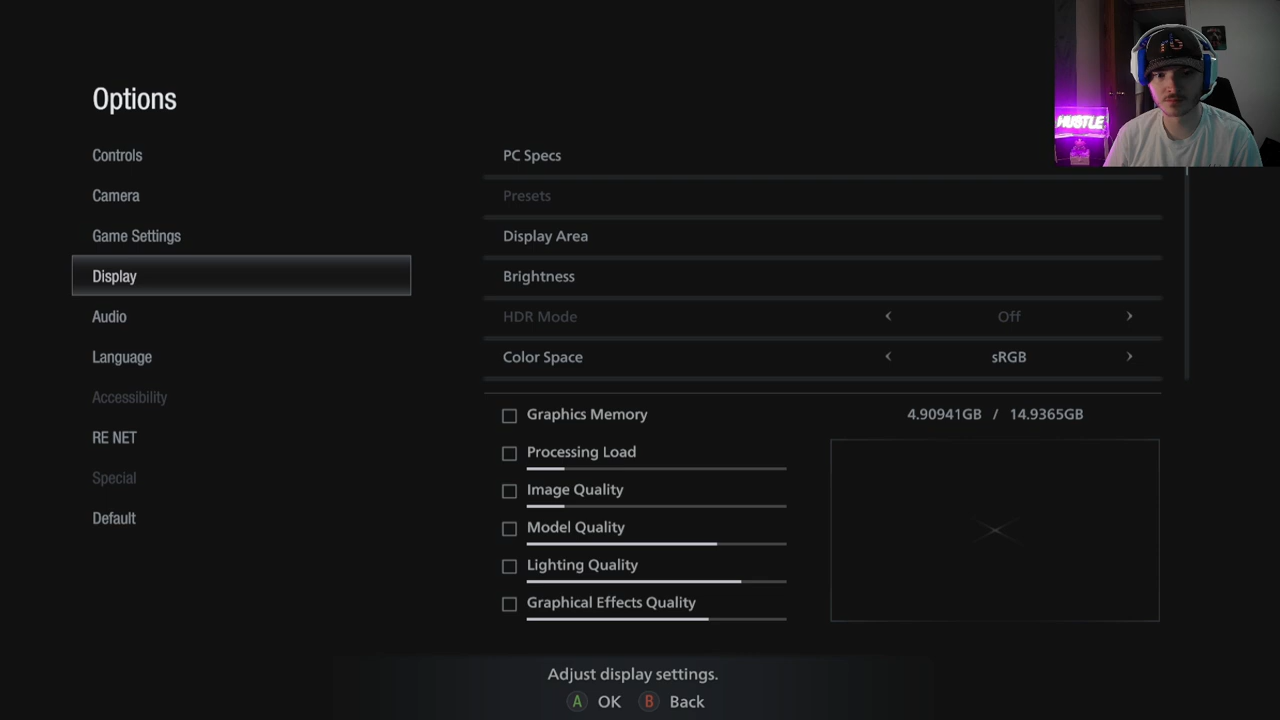 Options
Controls
Camera
Game Settings
Display
Audio
Language
Accessibility
RE NET
Special
Default
PC Specs
Presets
Display Area
Brightness
HDR Mode Off
Color Space sRGB
Graphics Memory 4.90941GB / 14.9365GB
Processing Load
Image Quality
Model Quality
Lighting Quality
Graphical Effects Quality
Adjust display settings.
A OK B Back
HUSTLE
rb